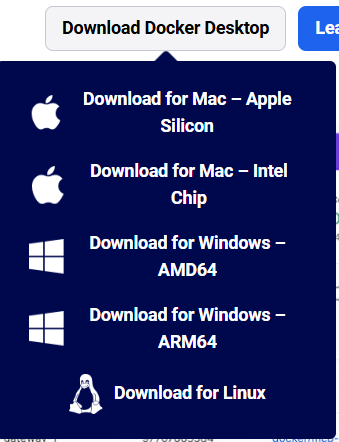 Download Docker Desktop
Lea
Download for Mac – Apple
Silicon
Download for Mac – Intel
Chip
Download for Windows –
AMD64
Download for Windows –
ARM64
Download for Linux